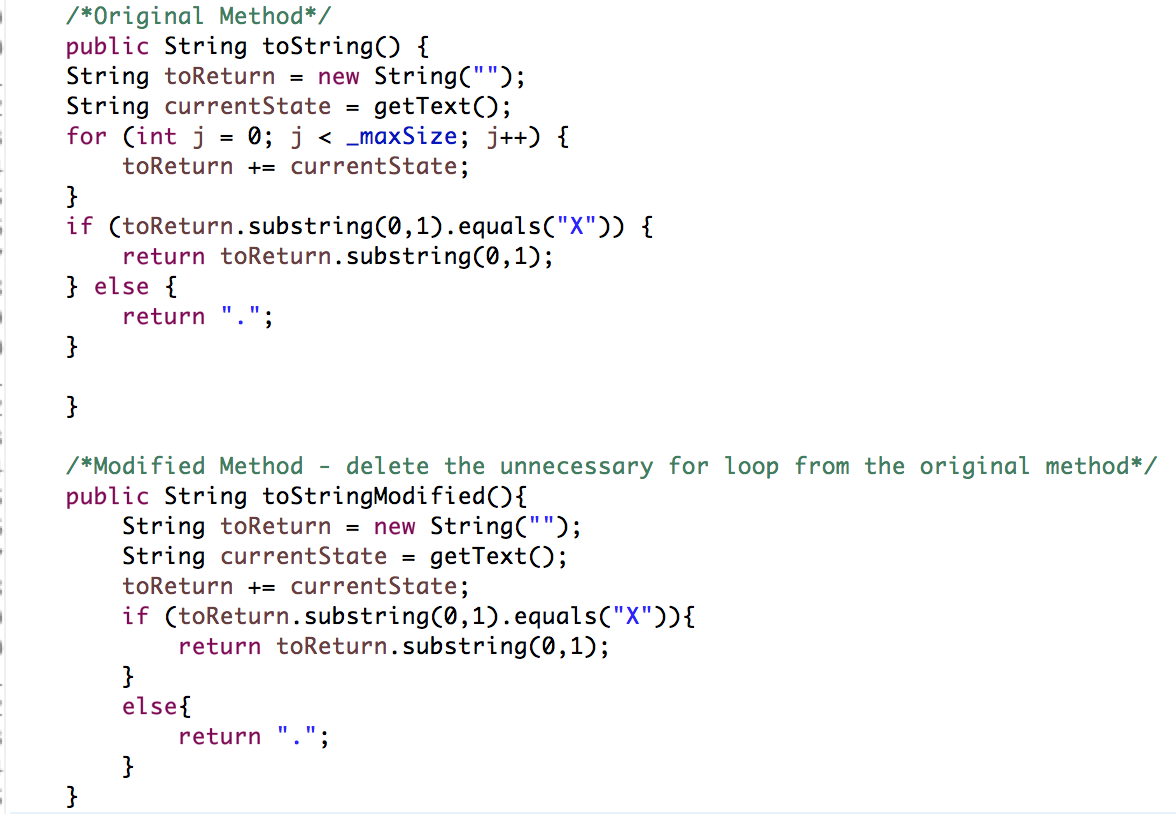 /*Original Method*/
public String toString() {
String toReturn = new String("");
String currentState = getText();
for (int j = 0; j < _maxSize; j++) {
    toReturn += currentState;
}
if (toReturn.substring(0,1).equals("X")) {
    return toReturn.substring(0,1);
} else {
    return ".";
}

}

/*Modified Method - delete the unnecessary for loop from the original method*/
public String toStringModified(){
    String toReturn = new String("");
    String currentState = getText();
    toReturn += currentState;
    if (toReturn.substring(0,1).equals("X")){
        return toReturn.substring(0,1);
    }
    else{
        return ".";
    }
}